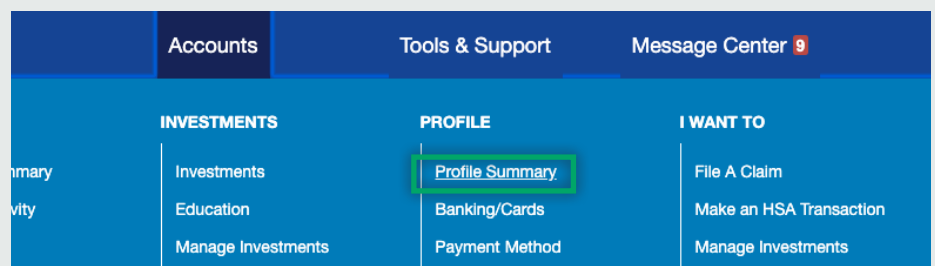 Accounts
Tools & Support
Message Center 9
INVESTMENTS
PROFILE
I WANT TO
Investments
Profile Summary
File A Claim
Education
Banking/Cards
Make an HSA Transaction
Manage Investments
Payment Method
Manage Investments